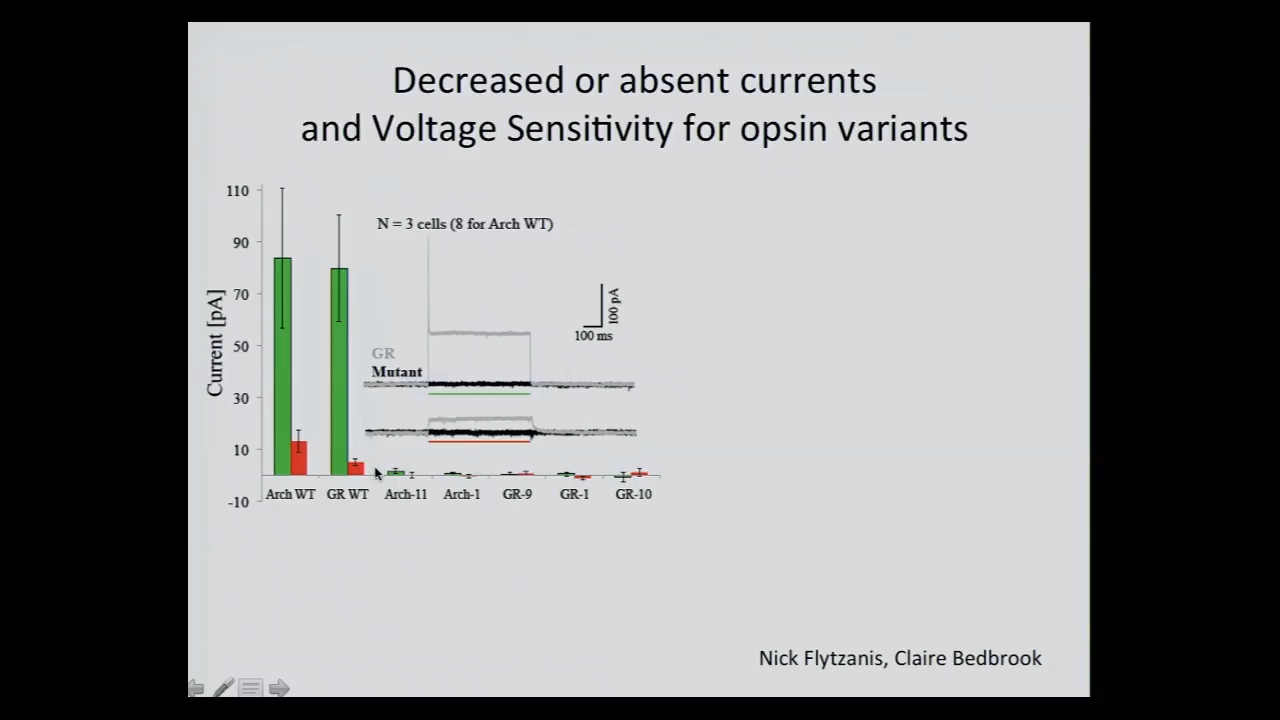 Decreased or absent currents
and Voltage Sensitivity for opsin variants
110
90
70
50
30
10
-10
Current [pA]
N = 3 cells (8 for Arch WT)
100 pA
100 ms
GR
Mutant
Arch WT
GR WT
Arch-11
Arch-1
GR-9
GR-1
GR-10
Nick Flytzanis, Claire Bedbrook